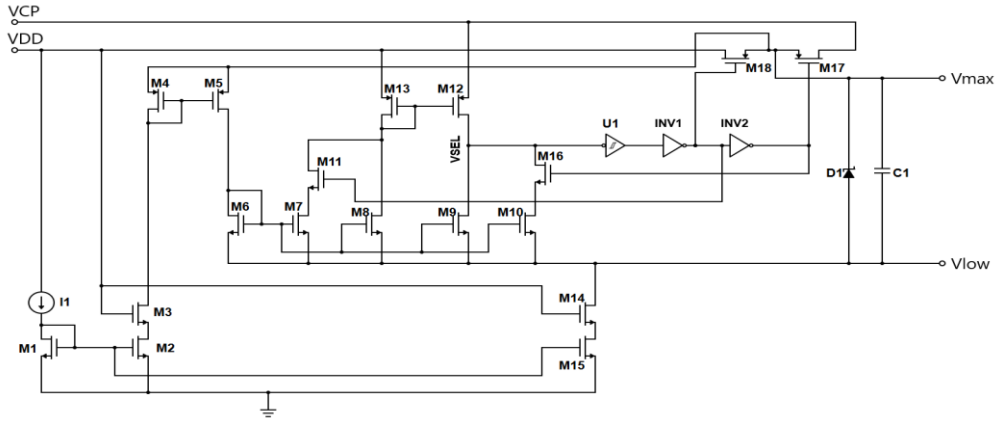 VCP
VDD
M4
M5
M13
M12
M18
M17
Vmax
U1
INV1
INV2
VSEL
M11
M16
D1
C1
M6
M7
M8
M9
M10
Vlow
I1
M3
M14
M1
M2
M15